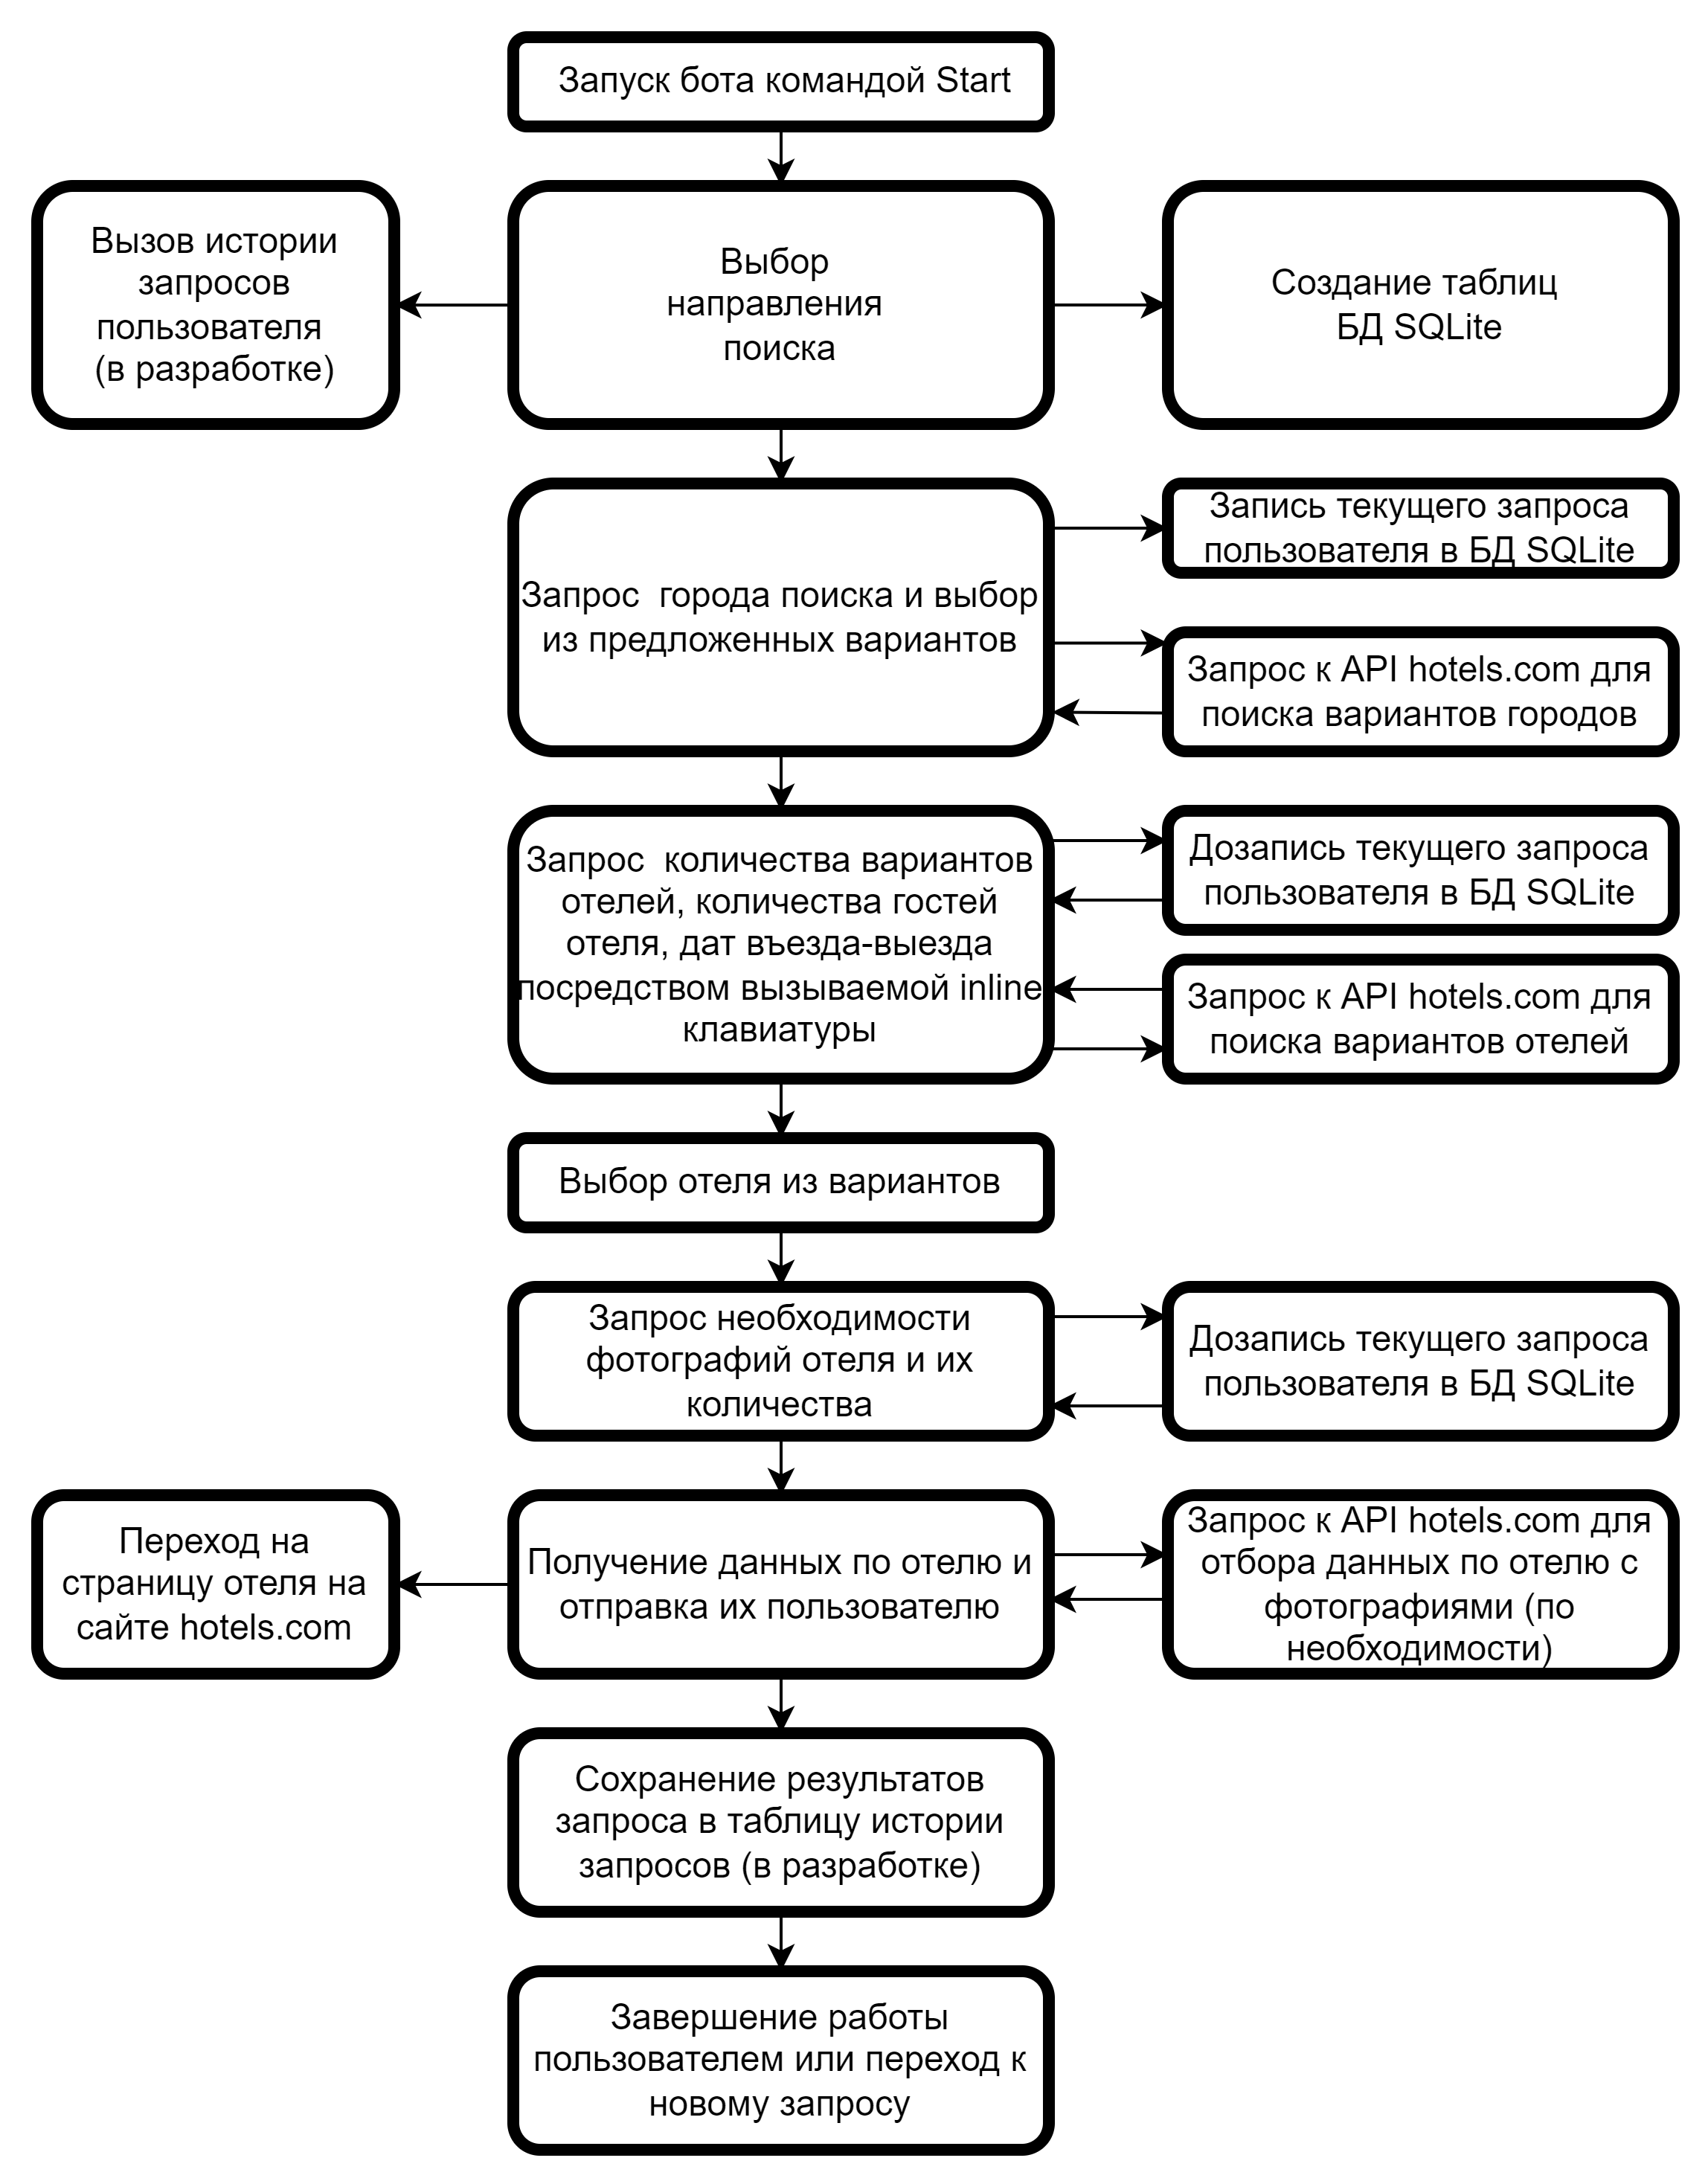 Запуск бота командой Start
Вызов истории
запросов
пользователя
(в разработке)
Выбор
направления
поиска
Создание таблиц
БД SQLite
Запрос  города поиска и выбор
из предложенных вариантов
Запись текущего запроса
пользователя в БД SQLite
Запрос к API hotels.com для
поиска вариантов городов
Запрос  количества вариантов
отелей, количества гостей
отеля, дат въезда-выезда
посредством вызываемой inline
клавиатуры
Дозапись текущего запроса
пользователя в БД SQLite
Запрос к API hotels.com для
поиска вариантов отелей
Выбор отеля из вариантов
Запрос необходимости
фотографий отеля и их
количества
Дозапись текущего запроса
пользователя в БД SQLite
Переход на
страницу отеля на
сайте hotels.com
Получение данных по отелю и
отправка их пользователю
Запрос к API hotels.com для
отбора данных по отелю с
фотографиями (по
необходимости)
Сохранение результатов
запроса в таблицу истории
запросов (в разработке)
Завершение работы
пользователем или переход к
новому запросу